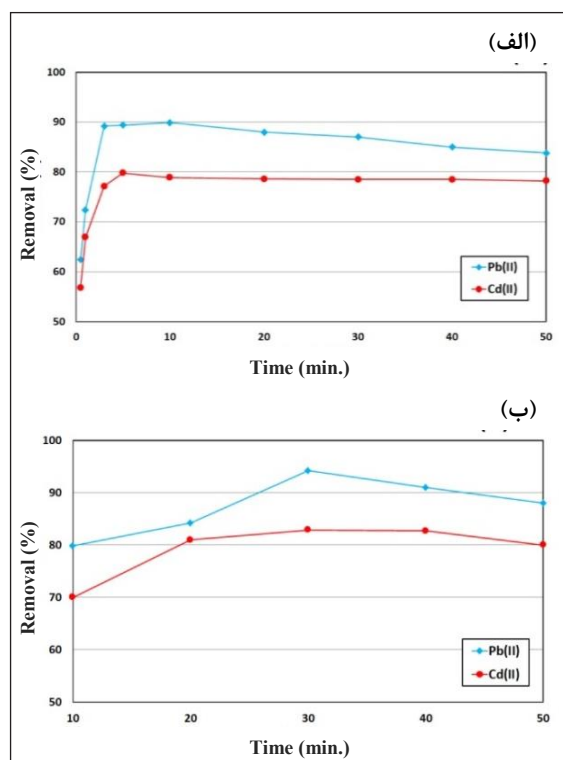 (الف)
100
90
80
70
60
50
Removal (%)
Pb(II)
Cd(II)
0 10 20 30 40 50
Time (min.)
(ب)
100
90
80
70
60
50
Removal (%)
Pb(II)
Cd(II)
10 20 30 40 50
Time (min.)